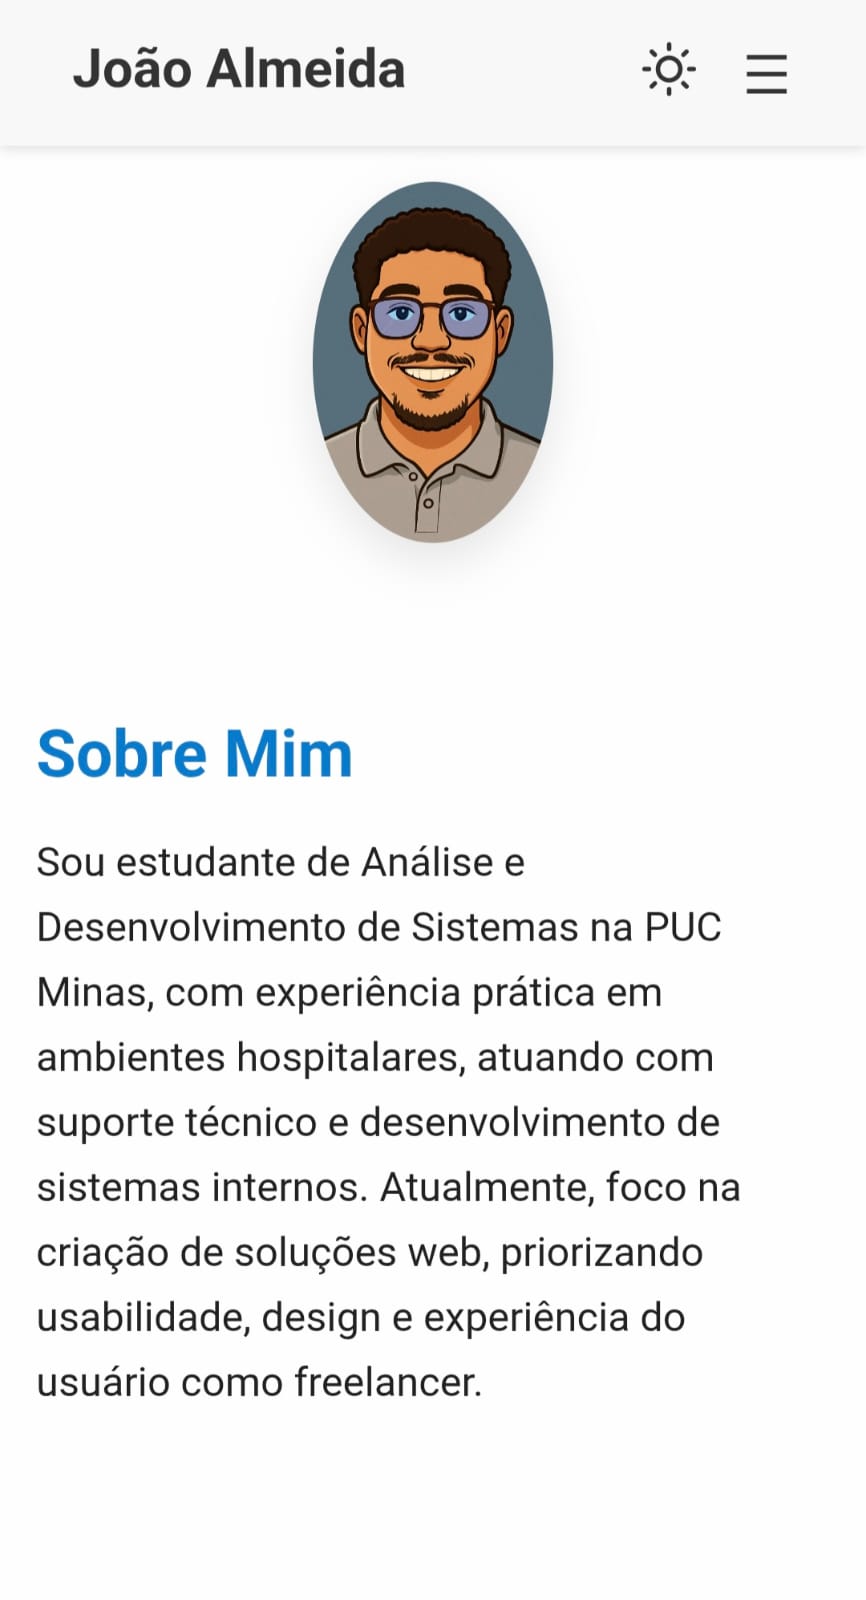 João Almeida
Sobre Mim
Sou estudante de Análise e
Desenvolvimento de Sistemas na PUC
Minas, com experiência prática em
ambientes hospitalares, atuando com
suporte técnico e desenvolvimento de
sistemas internos. Atualmente, foco na
criação de soluções web, priorizando
usabilidade, design e experiência do
usuário como freelancer.